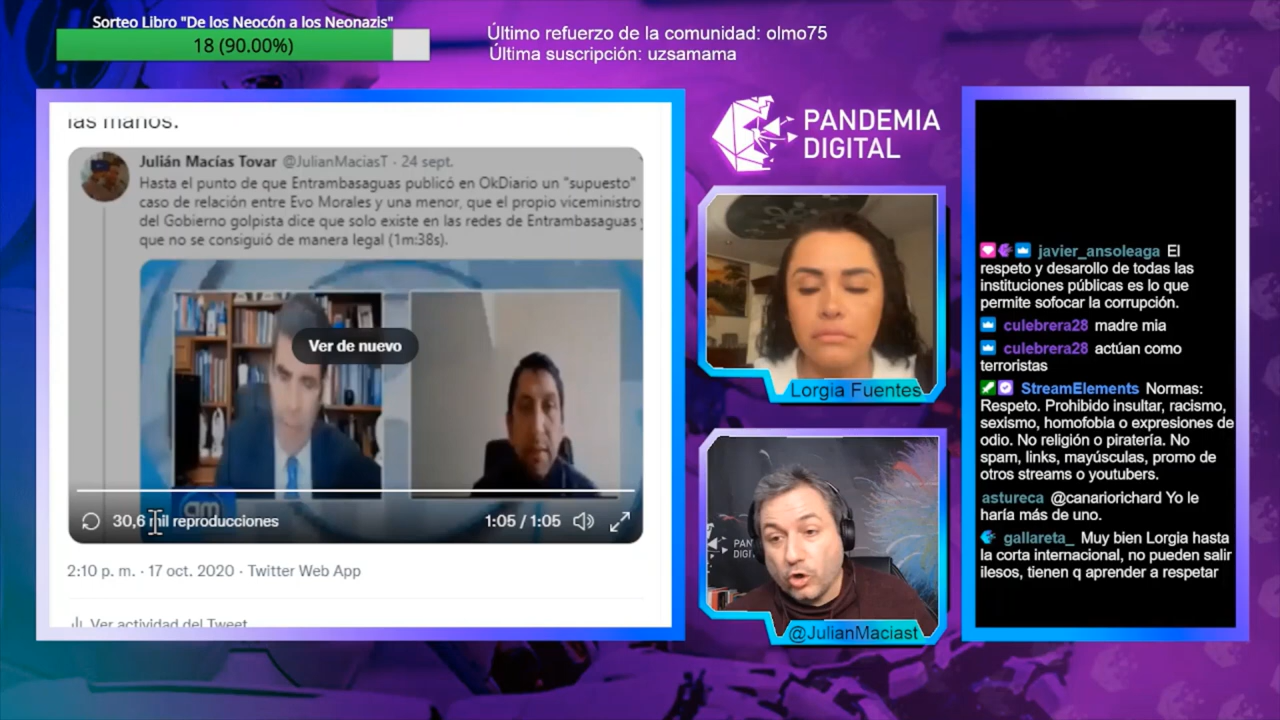 Sorteo Libro "De los Neocón a los Neonazis"
18 (90.00%)
Último refuerzo de la comunidad: olmo75
Última suscripción: uzsamama
las manos.
Julián Macías Tovar @JulianMaciasT · 24 sept.
Hasta el punto de que Entrambasaguas publicó en OkDiario un "supuesto"
caso de relación entre Evo Morales y una menor, que el propio viceministro
del Gobierno golpista dice que solo existe en las redes de Entrambasaguas y
que no se consiguió de manera legal (1m:38s).
Ver de nuevo
am
30,6 mil reproducciones
1:05 / 1:05
2:10 p. m. · 17 oct. 2020 · Twitter Web App
Ver actividad del Tweet
PANDEMIA
DIGITAL
Lorgia Fuentes
PAN
DIGI
@JulianMaciast
javier_ansoleaga El
respeto y desarollo de todas las
instituciones públicas es lo que
permite sofocar la corrupción.
culebrera28 madre mia
culebrera28 actúan como
terroristas
StreamElements Normas:
Respeto. Prohibido insultar, racismo,
sexismo, homofobia o expresiones de
odio. No religión o piratería. No
spam, links, mayúsculas, promo de
otros streams o youtubers.
astureca @canariorichard Yo le
haría más de uno.
gallareta_ Muy bien Lorgia hasta
la corta internacional, no pueden salir
ilesos, tienen q aprender a respetar